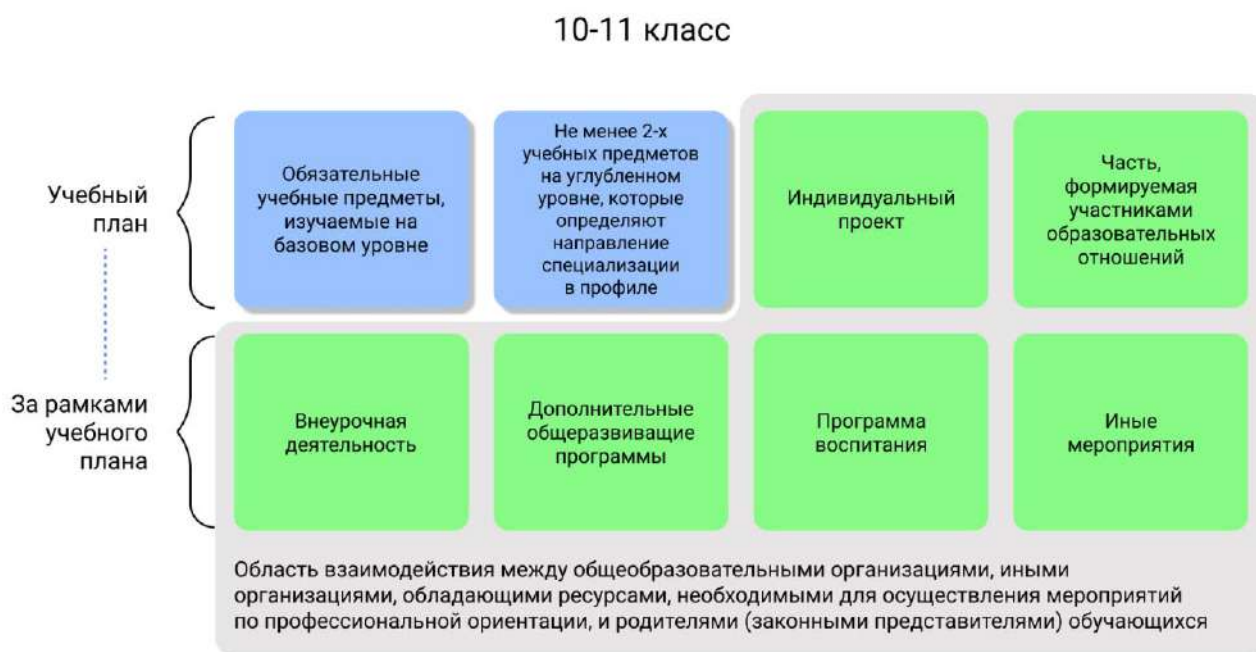 10-11 класс
Учебный
план
Обязательные
учебные предметы,
изучаемые на
базовом уровне
Не менее 2-х
учебных предметов
на углубленном
уровне, которые
определяют
направление
специализации
в профиле
Индивидуальный
проект
Часть,
формируемая
участниками
образовательных
отношений
За рамками
учебного
плана
Внеурочная
деятельность
Дополнительные
общеразвиващие
программы
Программа
воспитания
Иные
мероприятия
Область взаимодействия между общеобразовательными организациями, иными
организациями, обладающими ресурсами, необходимыми для осуществления мероприятий
по профессиональной ориентации, и родителями (законными представителями) обучающихся